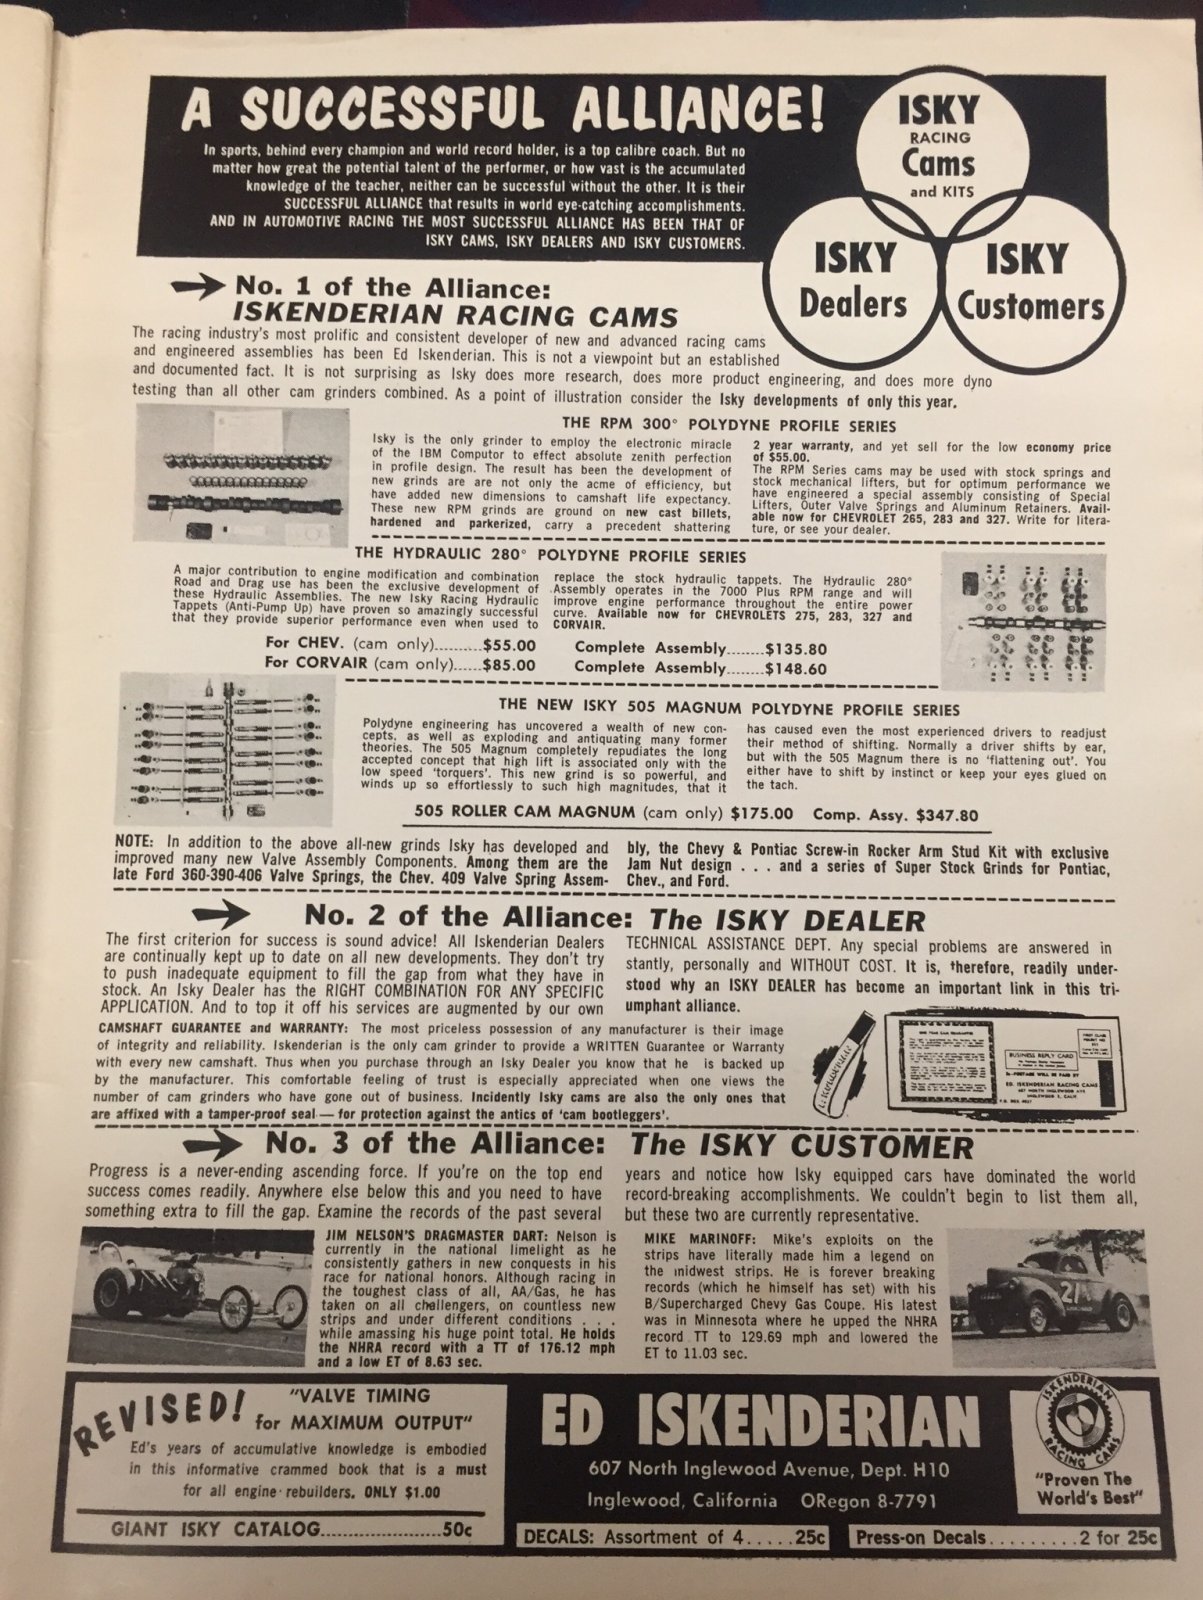 A SUCCESSFUL ALLIANCE!
In sports, behind every champion and world record holder, is a top calibre coach. But no
matter how great the potential talent of the performer, or how vast is the accumulated
knowledge of the teacher, neither can be successful without the other. It is their
SUCCESSFUL ALLIANCE that results in world eye-catching accomplishments.
AND IN AUTOMOTIVE RACING THE MOST SUCCESSFUL ALLIANCE HAS BEEN THAT OF
ISKY CAMS, ISKY DEALERS AND ISKY CUSTOMERS.
ISKY
RACING
Cams
and KITS
ISKY
Dealers
ISKY
Customers
No. 1 of the Alliance:
ISKENDERIAN RACING CAMS
The racing industry's most prolific and consistent developer of new and advanced racing cams
and engineered assemblies has been Ed Iskenderian. This is not a viewpoint but an established
and documented fact. It is not surprising as Isky does more research, does more product engineering, and does more dyno
testing than all other cam grinders combined. As a point of illustration consider the Isky developments of only this year.
THE RPM 300° POLYDYNE PROFILE SERIES
Isky is the only grinder to employ the electronic miracle
of the IBM Computor to effect absolute zenith perfection
in profile design. The result has been the development of
new grinds are are not only the acme of efficiency, but
have added new dimensions to camshaft life expectancy.
These new RPM grinds are ground on new cast billets,
hardened and parkerized, carry a precedent shattering
2 year warranty, and yet sell for the low economy price
of $55.00.
The RPM Series cams may be used with stock springs and
stock mechanical lifters, but for optimum performance we
have engineered a special assembly consisting of Special
Lifters, Outer Valve Springs and Aluminum Retainers. Avail-
able now for CHEVROLET 265, 283 and 327. Write for litera-
ture, or see your dealer.
THE HYDRAULIC 280° POLYDYNE PROFILE SERIES
A major contribution to engine modification and combination
Road and Drag use has been the exclusive development of
these Hydraulic Assemblies. The new Isky Racing Hydraulic
Tappets (Anti-Pump Up) have proven so amazingly successful
that they provide superior performance even when used to
replace the stock hydraulic tappets. The Hydraulic 280°
Assembly operates in the 7000 Plus RPM range and will
improve engine performance throughout the entire power
curve. Available now for CHEVROLETS 275, 283, 327 and
CORVAIR.
For CHEV. (cam only).........$55.00 Complete Assembly........$135.80
For CORVAIR (cam only)......$85.00 Complete Assembly........$148.60
THE NEW ISKY 505 MAGNUM POLYDYNE PROFILE SERIES
Polydyne engineering has uncovered a wealth of new con-
cepts, as well as exploding and antiquating many former
theories. The 505 Magnum completely repudiates the long
accepted concept that high lift is associated only with the
low speed 'torquers'. This new grind is so powerful, and
winds up so effortlessly to such high magnitudes, that it
has caused even the most experienced drivers to readjust
their method of shifting. Normally a driver shifts by ear,
but with the 505 Magnum there is no 'flattening out'. You
either have to shift by instinct or keep your eyes glued on
the tach.
505 ROLLER CAM MAGNUM (cam only) $175.00 Comp. Assy. $347.80
NOTE: In addition to the above all-new grinds Isky has developed and
improved many new Valve Assembly Components. Among them are the
late Ford 360-390-406 Valve Springs, the Chev. 409 Valve Spring Assem-
bly, the Chevy & Pontiac Screw-in Rocker Arm Stud Kit with exclusive
Jam Nut design . . . and a series of Super Stock Grinds for Pontiac,
Chev., and Ford.
No. 2 of the Alliance: The ISKY DEALER
The first criterion for success is sound advice! All Iskenderian Dealers
are continually kept up to date on all new developments. They don't try
to push inadequate equipment to fill the gap from what they have in
stock. An Isky Dealer has the RIGHT COMBINATION FOR ANY SPECIFIC
APPLICATION. And to top it off his services are augmented by our own
TECHNICAL ASSISTANCE DEPT. Any special problems are answered in
stantly, personally and WITHOUT COST. It is, therefore, readily under-
stood why an ISKY DEALER has become an important link in this tri-
umphant alliance.
CAMSHAFT GUARANTEE and WARRANTY: The most priceless possession of any manufacturer is their image
of integrity and reliability. Iskenderian is the only cam grinder to provide a WRITTEN Guarantee or Warranty
with every new camshaft. Thus when you purchase through an Isky Dealer you know that he is backed up
by the manufacturer. This comfortable feeling of trust is especially appreciated when one views the
number of cam grinders who have gone out of business. Incidently Isky cams are also the only ones that
are affixed with a tamper-proof seal — for protection against the antics of 'cam bootleggers'.
BUSINESS REPLY CARD
ED. ISKENDERIAN RACING CAMS
607 NORTH INGLEWOOD AVE
INGLEWOOD 3, CALIF
No. 3 of the Alliance: The ISKY CUSTOMER
Progress is a never-ending ascending force. If you're on the top end
success comes readily. Anywhere else below this and you need to have
something extra to fill the gap. Examine the records of the past several
years and notice how Isky equipped cars have dominated the world
record-breaking accomplishments. We couldn't begin to list them all,
but these two are currently representative.
JIM NELSON'S DRAGMASTER DART: Nelson is
currently in the national limelight as he
consistently gathers in new conquests in his
race for national honors. Although racing in
the toughest class of all, AA/Gas, he has
taken on all challengers, on countless new
strips and under different conditions . . .
while amassing his huge point total. He holds
the NHRA record with a TT of 176.12 mph
and a low ET of 8.63 sec.
MIKE MARINOFF: Mike's exploits on the
strips have literally made him a legend on
the midwest strips. He is forever breaking
records (which he himself has set) with his
B/Supercharged Chevy Gas Coupe. His latest
was in Minnesota where he upped the NHRA
record TT to 129.69 mph and lowered the
ET to 11.03 sec.
21
REVISED!
"VALVE TIMING
for MAXIMUM OUTPUT"
Ed's years of accumulative knowledge is embodied
in this informative crammed book that is a must
for all engine rebuilders. ONLY $1.00
GIANT ISKY CATALOG......................50c
ED ISKENDERIAN
607 North Inglewood Avenue, Dept. H10
Inglewood, California ORegon 8-7791
DECALS: Assortment of 4.....25c
Press-on Decals..........2 for 25c
ISKENDERIAN
RACING CAMS
"Proven The
World's Best"